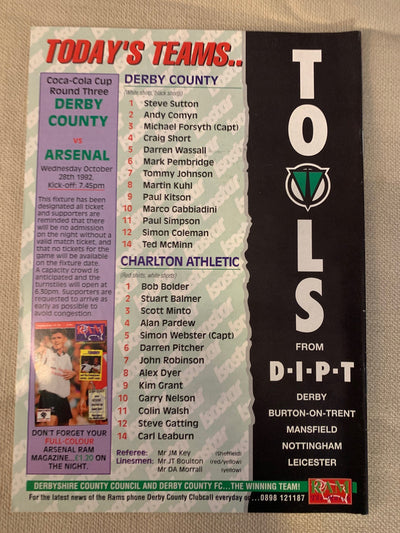 TODAY'S TEAMS..
Coca-Cola Cup
Round Three
DERBY
COUNTY
vs
ARSENAL
Wednesday October
28th 1992.
Kick-off: 7.45pm
This fixture has been
designated all ticket
and supporters are
reminded that there
will be no admission
on the night without a
valid match ticket, and
that no tickets for the
game will be available
on the fixture date.
A capacity crowd is
anticipated and the
turnstiles will open at
6.30pm. Supporters are
requested to arrive as
early as possible to
avoid congestion.
DON'T FORGET YOUR
FULL-COLOUR
ARSENAL RAM
MAGAZINE...£1.20 ON
THE NIGHT.
DERBY COUNTY
(White shirts, black shorts)
1 Steve Sutton
2 Andy Comyn
3 Michael Forsyth (Capt)
4 Craig Short
5 Darren Wassall
6 Mark Pembridge
7 Tommy Johnson
8 Martin Kuhl
9 Paul Kitson
10 Marco Gabbiadini
11 Paul Simpson
12 Simon Coleman
14 Ted McMinn
CHARLTON ATHLETIC
(Red shirts, white shorts)
1 Bob Bolder
2 Stuart Balmer
3 Scott Minto
4 Alan Pardew
5 Simon Webster (Capt)
6 Darren Pitcher
7 John Robinson
8 Alex Dyer
9 Kim Grant
10 Garry Nelson
11 Colin Walsh
12 Steve Gatting
14 Carl Leaburn
Referee: Mr JM Key (Sheffield)
Linesmen: Mr JT Boulton (red/yellow)
Mr DA Morrall (yellow)
TOOLS
FROM
D·I·P·T
DERBY
BURTON-ON-TRENT
MANSFIELD
NOTTINGHAM
LEICESTER
DERBYSHIRE COUNTY COUNCIL AND DERBY COUNTY FC...THE WINNING TEAM!
For the latest news of the Rams phone Derby County Clubcall everyday on...0898 121187
RAM